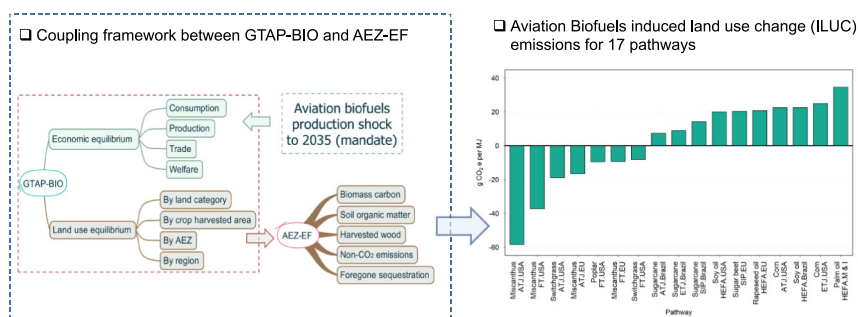 ❑ Coupling framework between GTAP-BIO and AEZ-EF
GTAP-BIO
Economic equilibrium
Consumption
Production
Trade
Welfare
Land use equilibrium
By land category
By crop harvested area
By AEZ
By region
Aviation biofuels
production shock
to 2035 (mandate)
AEZ-EF
Biomass carbon
Soil organic matter
Harvested wood
Non-CO₂ emissions
Foregone sequestration
❑ Aviation Biofuels induced land use change (ILUC)
emissions for 17 pathways
g CO₂ e per MJ
40
20
0
-20
-40
-60
Miscanthus
ATJ.USA
Miscanthus
FT.USA
Switchgrass
ATJ.USA
Miscanthus
ATJ.EU
Poplar
FT.USA
Miscanthus
FT.EU
Switchgrass
FT.USA
Sugarcane
ATJ.Brazil
Sugarcane
ETJ.Brazil
Sugarcane
SIP.Brazil
Soy oil
HEFA.USA
Sugar beet
SIP.EU
Rapeseed oil
HEFA.EU
Corn
ATJ.USA
Soy oil
HEFA.Brazil
Corn
ETJ.USA
Palm oil
HEFA.M & I
Pathway